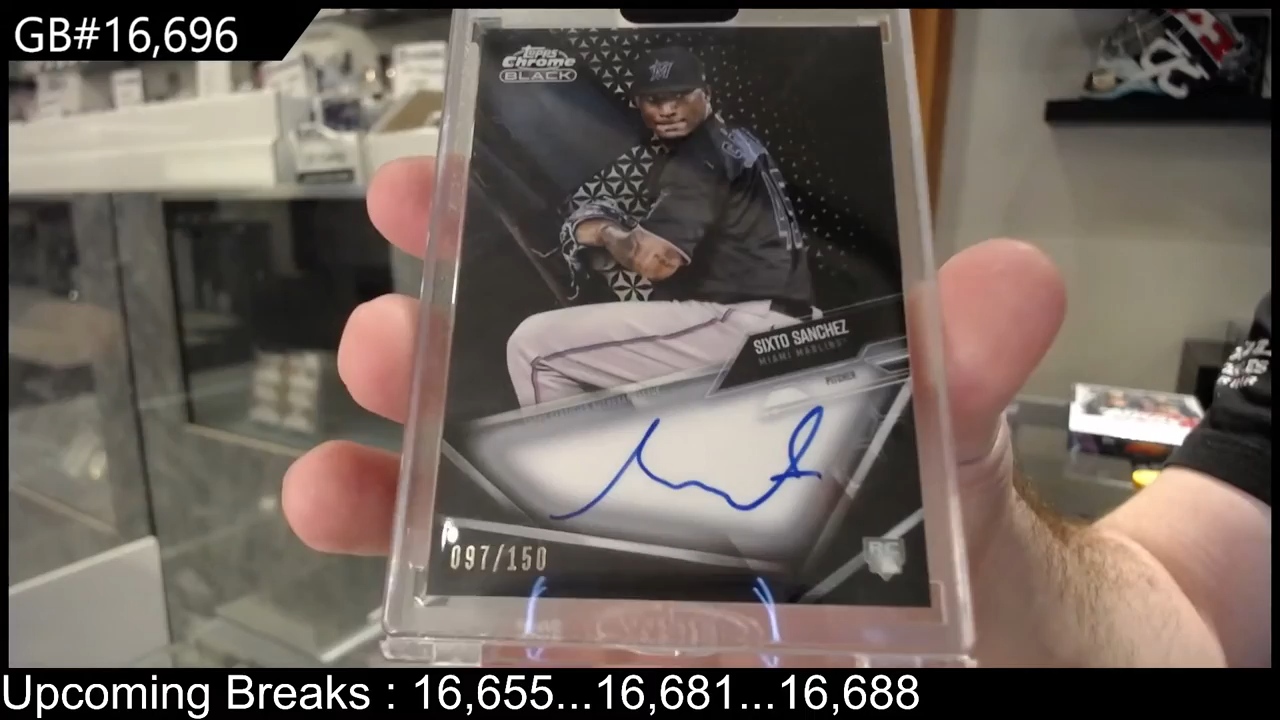 GB#16,696
Topps
Chrome
BLACK
SIXTO SANCHEZ
MIAMI MARLINS
PITCHER
097/150
RC
Upcoming Breaks : 16,655...16,681...16,688